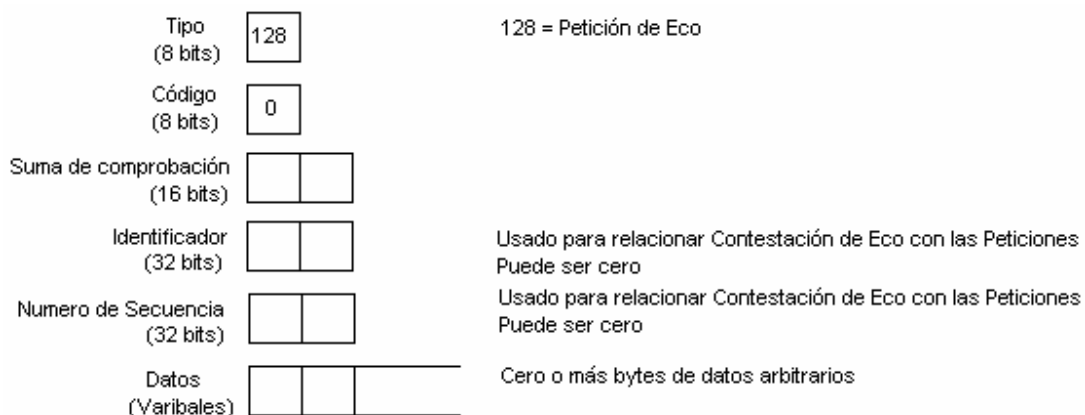 Tipo
(8 bits)
128
128 = Petición de Eco
Código
(8 bits)
0
Suma de comprobación
(16 bits)
Identificador
(32 bits)
Usado para relacionar Contestación de Eco con las Peticiones
Puede ser cero
Numero de Secuencia
(32 bits)
Usado para relacionar Contestación de Eco con las Peticiones
Puede ser cero
Datos
(Varibales)
Cero o más bytes de datos arbitrarios